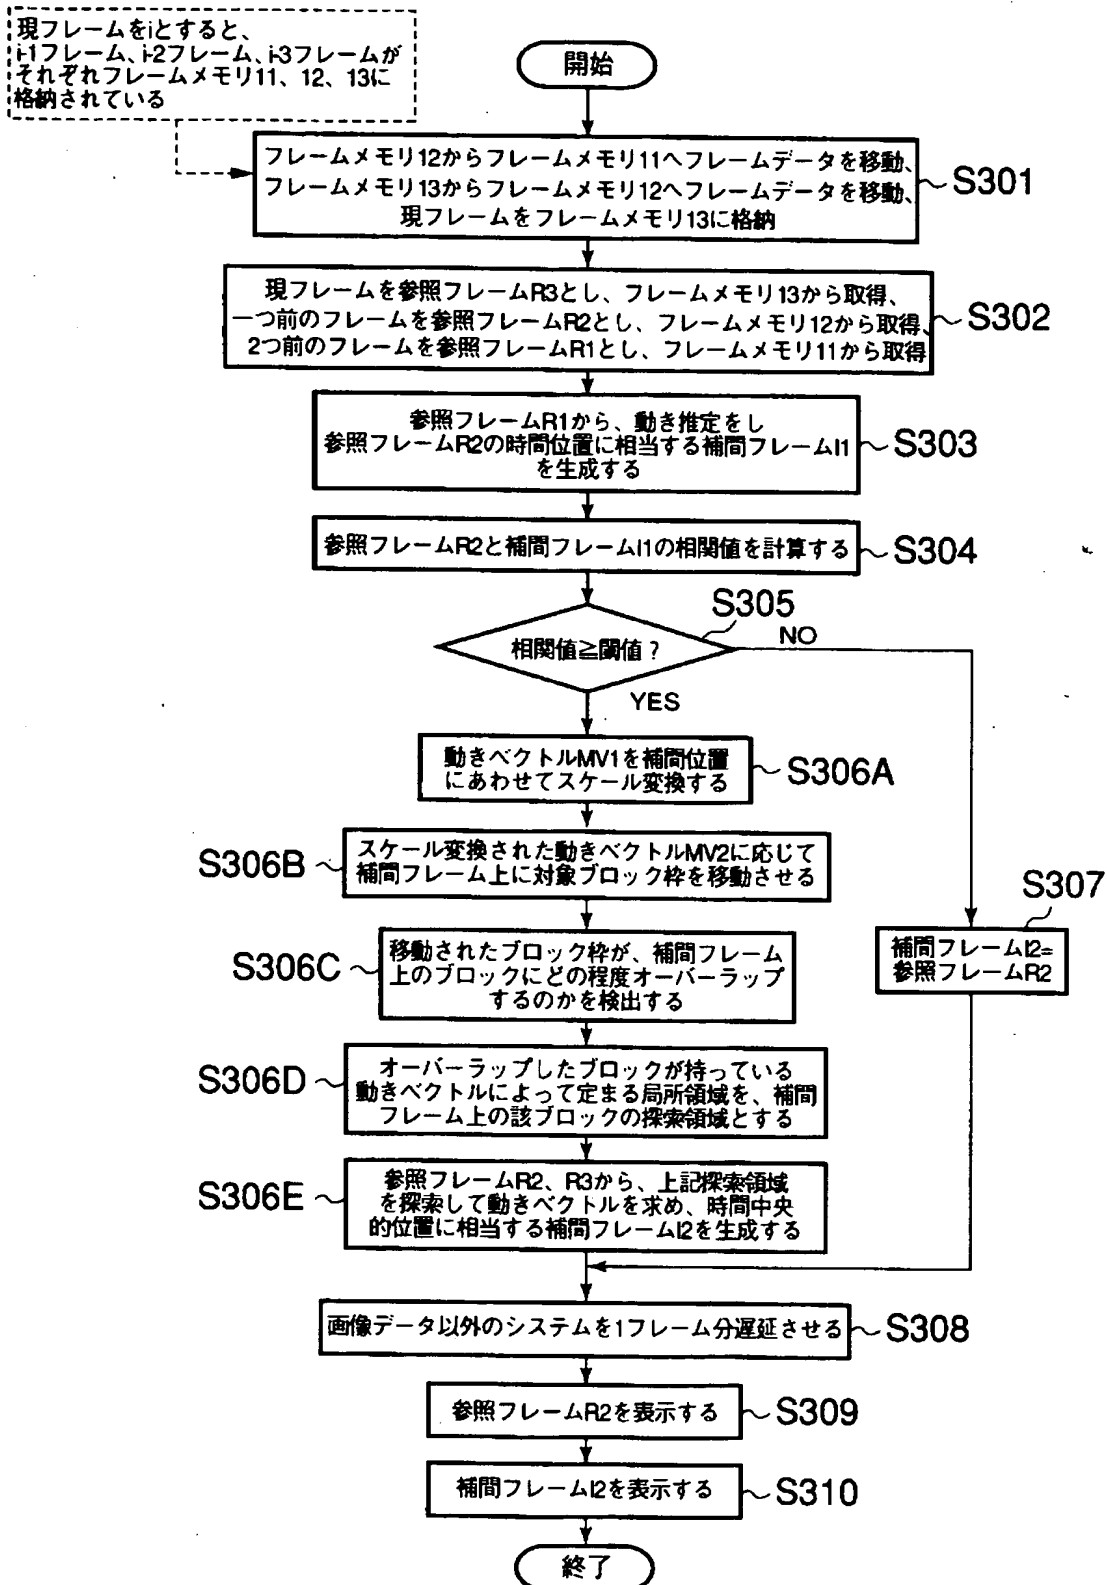 現フレームをiとすると、
i-1フレーム、i-2フレーム、i-3フレームが
それぞれフレームメモリ11、12、13に
格納されている
開始
フレームメモリ12からフレームメモリ11へフレームデータを移動、
フレームメモリ13からフレームメモリ12へフレームデータを移動、
現フレームをフレームメモリ13に格納
S301
現フレームを参照フレームR3とし、フレームメモリ13から取得、
一つ前のフレームを参照フレームR2とし、フレームメモリ12から取得、
2つ前のフレームを参照フレームR1とし、フレームメモリ11から取得
S302
参照フレームR1から、動き推定をし
参照フレームR2の時間位置に相当する補間フレームI1
を生成する
S303
参照フレームR2と補間フレームI1の相関値を計算する
S304
S305
相関値≧閾値？
NO
YES
動きベクトルMV1を補間位置
にあわせてスケール変換する
S306A
スケール変換された動きベクトルMV2に応じて
補間フレーム上に対象ブロック枠を移動させる
S306B
S307
補間フレームI2=
参照フレームR2
移動されたブロック枠が、補間フレーム
上のブロックにどの程度オーバーラップ
するのかを検出する
S306C
オーバーラップしたブロックが持っている
動きベクトルによって定まる局所領域を、補間
フレーム上の該ブロックの探索領域とする
S306D
参照フレームR2、R3から、上記探索領域
を探索して動きベクトルを求め、時間中央
的位置に相当する補間フレームI2を生成する
S306E
画像データ以外のシステムを1フレーム分遅延させる
S308
参照フレームR2を表示する
S309
補間フレームI2を表示する
S310
終了